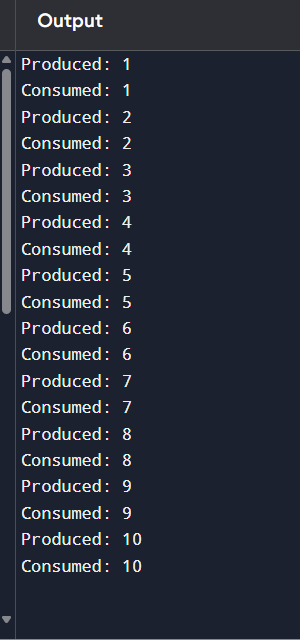 Output
Produced: 1
Consumed: 1
Produced: 2
Consumed: 2
Produced: 3
Consumed: 3
Produced: 4
Consumed: 4
Produced: 5
Consumed: 5
Produced: 6
Consumed: 6
Produced: 7
Consumed: 7
Produced: 8
Consumed: 8
Produced: 9
Consumed: 9
Produced: 10
Consumed: 10